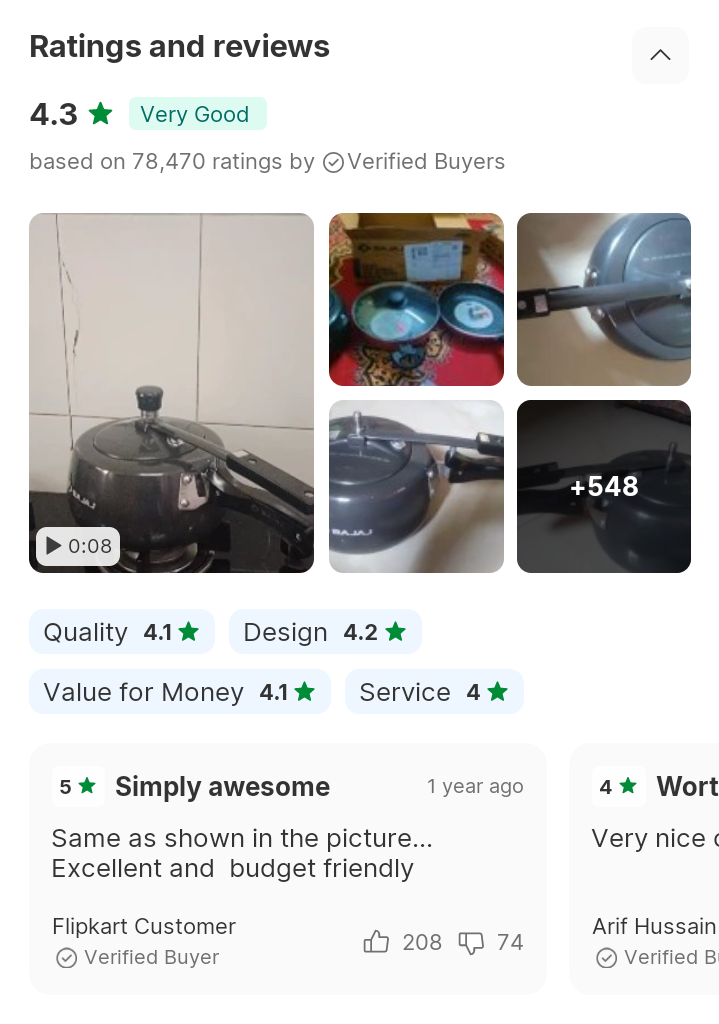 Ratings and reviews
4.3 ★ Very Good
based on 78,470 ratings by Verified Buyers
BAJAJ
0:08
BAJAJ
+548
Quality 4.1 ★
Design 4.2 ★
Value for Money 4.1 ★
Service 4 ★
5 ★ Simply awesome 1 year ago
Same as shown in the picture...
Excellent and  budget friendly
Flipkart Customer
Verified Buyer
208 74
4 ★ Wort
Very nice
Arif Hussain
Verified B